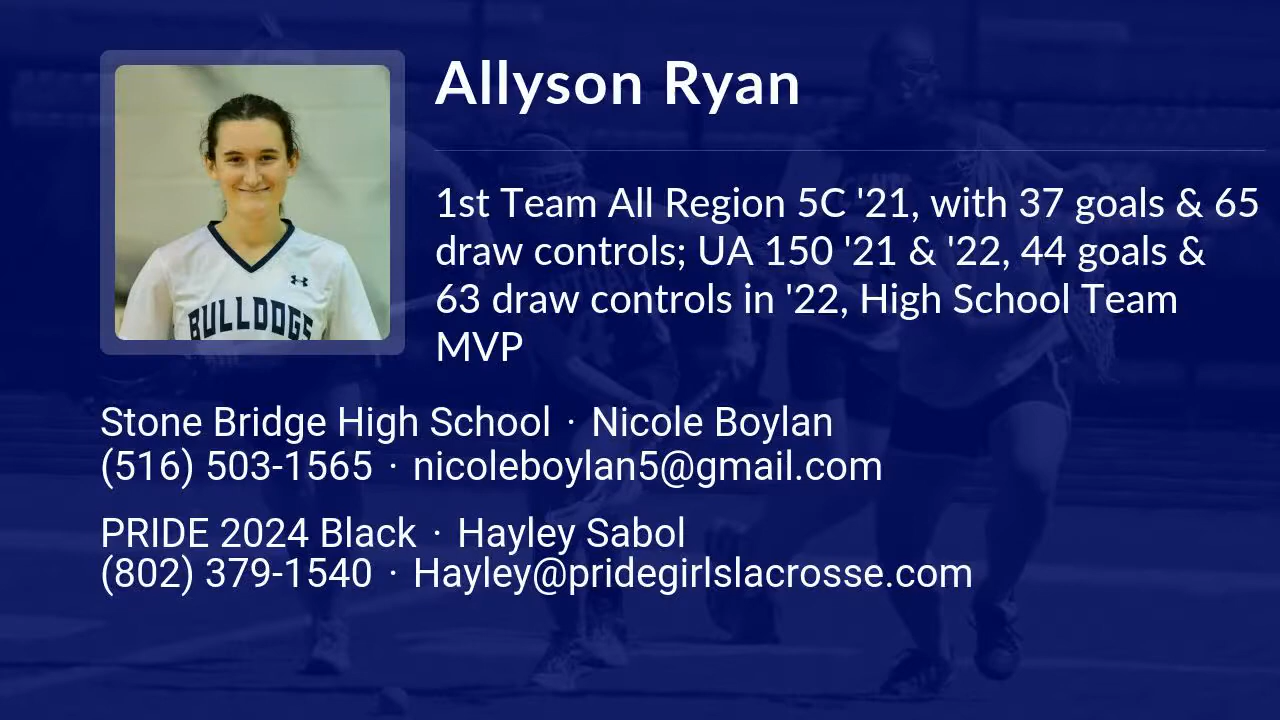 Allyson Ryan
1st Team All Region 5C '21, with 37 goals & 65
draw controls; UA 150 '21 & '22, 44 goals &
63 draw controls in '22, High School Team
MVP
BULLDOGS
Stone Bridge High School · Nicole Boylan
(516) 503-1565 · nicoleboylan5@gmail.com
PRIDE 2024 Black · Hayley Sabol
(802) 379-1540 · Hayley@pridegirlslacrosse.com